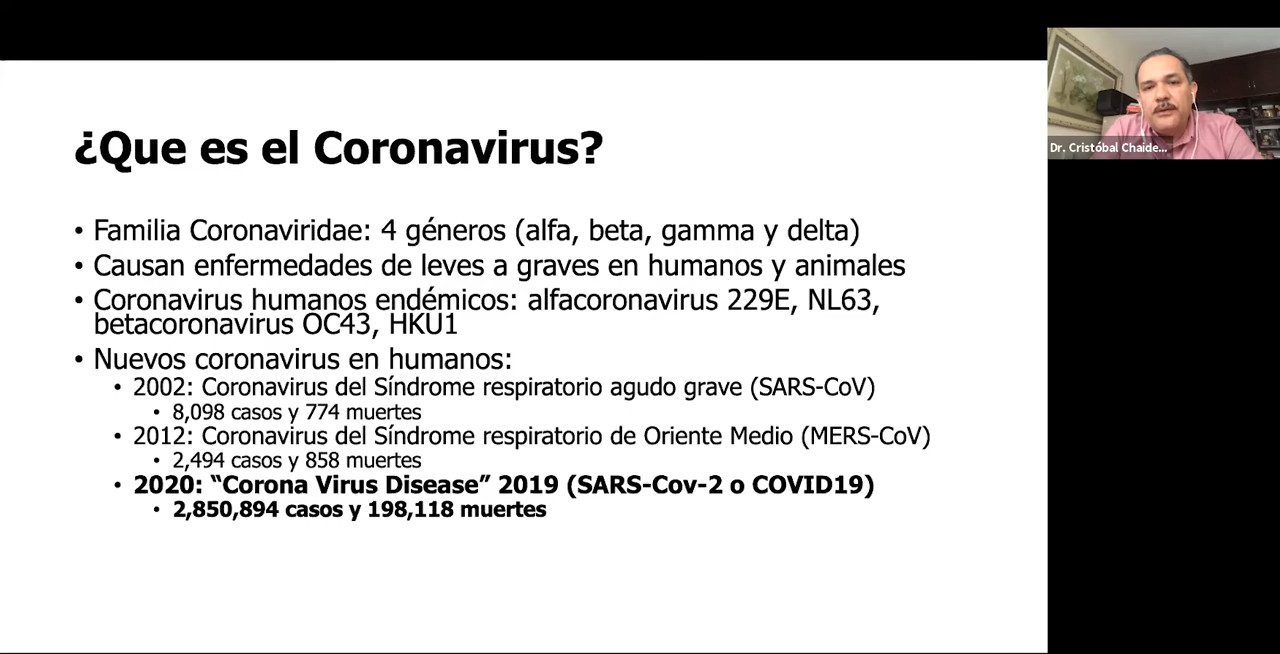 ¿Que es el Coronavirus?
• Familia Coronaviridae: 4 géneros (alfa, beta, gamma y delta)
• Causan enfermedades de leves a graves en humanos y animales
• Coronavirus humanos endémicos: alfacoronavirus 229E, NL63,
betacoronavirus OC43, HKU1
• Nuevos coronavirus en humanos:
• 2002: Coronavirus del Síndrome respiratorio agudo grave (SARS-CoV)
• 8,098 casos y 774 muertes
• 2012: Coronavirus del Síndrome respiratorio de Oriente Medio (MERS-CoV)
• 2,494 casos y 858 muertes
• 2020: “Corona Virus Disease” 2019 (SARS-Cov-2 o COVID19)
• 2,850,894 casos y 198,118 muertes
Dr. Cristóbal Chaide...